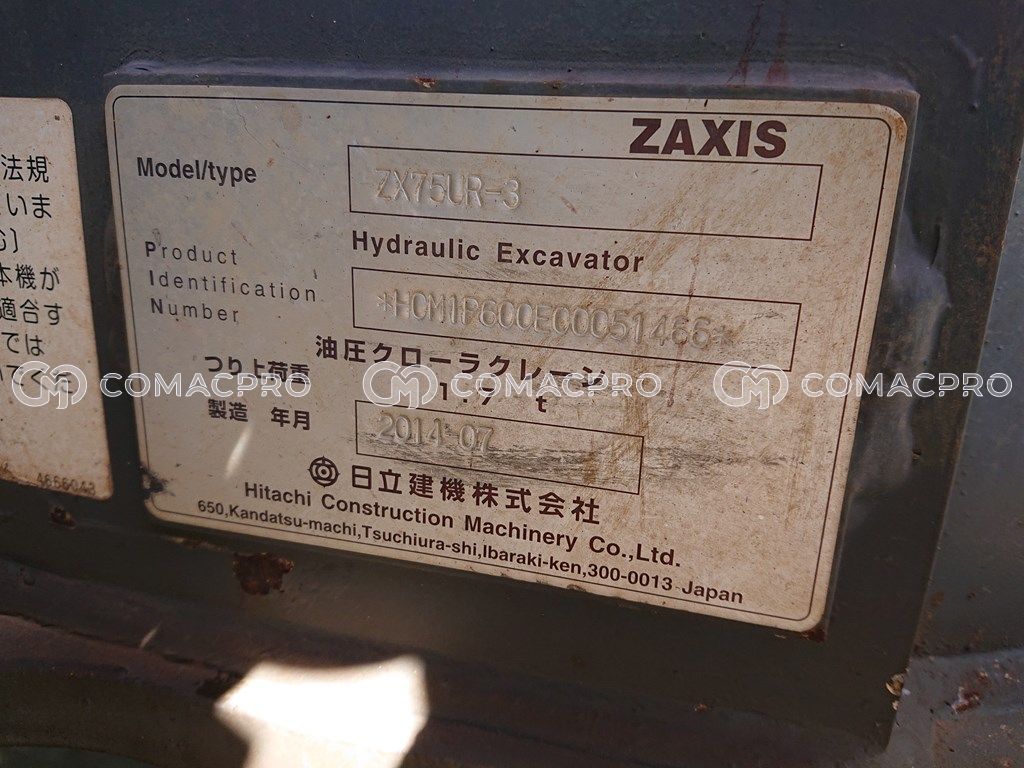 ZAXIS
Model/type
ZX75UR-3
Hydraulic Excavator
Product
Identification
Number
*HCM1P600EC0051466*
油圧クローラクレーン
つり上荷重
1.7 t
製造 年月
2014-07
日立建機株式会社
Hitachi Construction Machinery Co.,Ltd.
650,Kandatsu-machi,Tsuchiura-shi,Ibaraki-ken,300-0013 Japan
法規
いま
本機が
適合す
では
4656043
COMACPRO COMACPRO COMACPRO